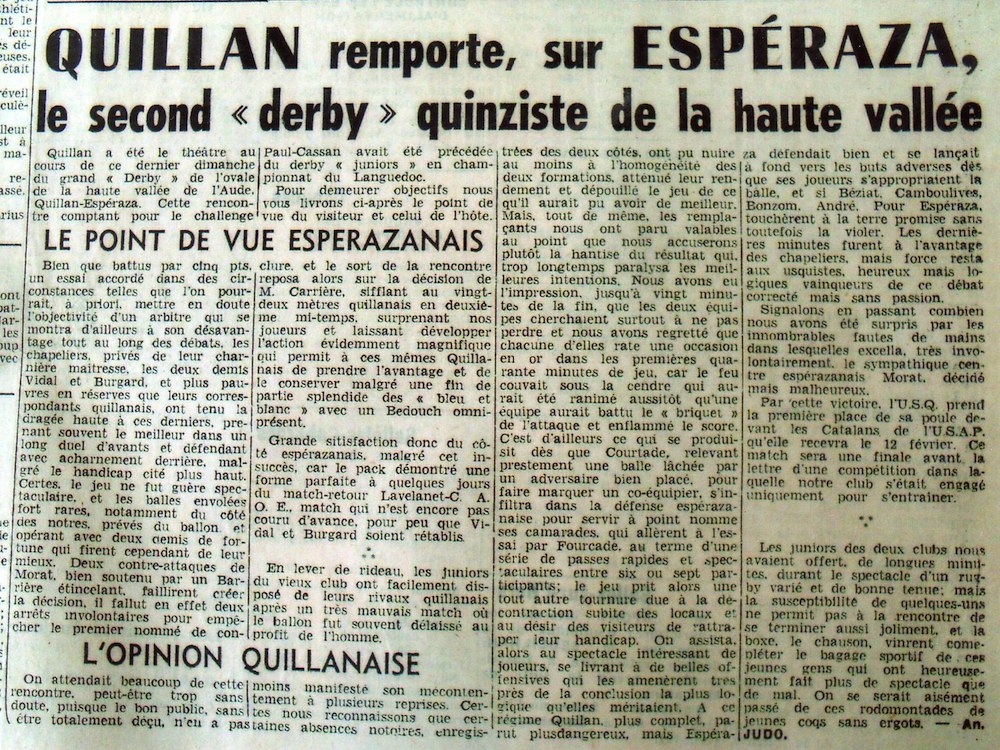 QUILLAN remporte, sur ESPÉRAZA,
le second « derby » quinziste de la haute vallée
Quillan a été le théâtre au
cours de ce dernier dimanche
du grand « Derby » de l'ovale
de la haute vallée de l'Aude,
Quillan-Espéraza. Cette rencon-
tre comptant pour le challenge
Paul-Cassan avait été précédée
du derby « juniors » en cham-
pionnat du Languedoc.
Pour demeurer objectifs nous
vous livrons ci-après le point de
vue du visiteur et celui de l'hôte.
LE POINT DE VUE ESPERAZANAIS
Bien que battus par cinq pts,
un essai accordé dans des cir-
constances telles que l'on pour-
rait, à priori, mettre en doute
l'objectivité d'un arbitre qui se
montra d'ailleurs à son désavan-
tage tout au long des débats, les
chapeliers, privés de leur char-
nière maitresse, les deux demis
Vidal et Burgard, et plus pau-
vres en réserves que leurs corres-
pondants quillanais, ont tenu la
dragée haute à ces derniers, pre-
nant souvent le meilleur dans un
long duel d'avants et défendant
avec acharnement derrière, mal-
gré le handicap cité plus haut.
Certes, le jeu ne fut guère spec-
taculaire, et les balles envolées
fort rares, notamment du côté
des notres, prévés du ballon et
opérant avec deux demis de for-
tune qui firent cependant de leur
mieux. Deux contre-attaques de
Morat, bien soutenu par un Bar-
rière étincelant, faillirent créer
la décision, il fallut en effet deux
arrêts involontaires pour empê-
cher le premier nommé de con-
clure, et le sort de la rencontre
reposa alors sur la décision de
M. Carrière, sifflant au vingt-
deux mètres quillanais en deuxiè-
me mi-temps, surprenant nos
joueurs et laissant développer
l'action évidemment magnifique
qui permit à ces mêmes Quilla-
nais de prendre l'avantage et de
le conserver malgré une fin de
partie splendide des « bleu et
blanc » avec un Bedouch omni-
présent.
Grande sitisfaction donc du cô-
té espérazanais, malgré cet in-
succès, car le pack démontré une
forme parfaite à quelques jours
du match-retour Lavelanet-C. A.
O. E., match qui n'est encore pas
couru d'avance, pour peu que Vi-
dal et Burgard soient rétablis.
En lever de rideau, les juniors
du vieux club ont facilement dis-
posé de leurs rivaux quillanais
après un très mauvais match où
le ballon fut souvent délaissé au
profit de l'homme.
L'OPINION QUILLANAISE
On attendait beaucoup de cette
rencontre, peut-être trop sans
doute, puisque le bon public, sans
être totalement déçu, n'en a pas
moins manifeste son méconten-
tement à plusieurs reprises. Cer-
tes nous reconnaissons que cer-
taines absences notoires, enregis-
trées des deux côtés, ont pu nuire
au moins à l'homogénéité des
deux formations, atténué leur ren-
dement et dépouillé le jeu de ce
qu'il aurait pu avoir de meilleur.
Mais, tout de même, les rempla-
çants nous ont paru valables
au point que nous accuserons
plutôt la hantise du résultat qui,
trop longtemps paralysa les meil-
leures intentions. Nous avons eu
l'impression, jusqu'à vingt minu-
tes de la fin, que les deux équi-
pes cherchaient surtout à ne pas
perdre et nous avons regretté que
chacune d'elles rate une occasion
en or dans les premières qua-
rante minutes de jeu, car le feu
couvait sous la cendre qui au-
rait été ranimé aussitôt qu'une
équipe aurait battu le « briquet »
de l'attaque et enflammé le score.
C'est d'ailleurs ce qui se produi-
sit dès que Courtade, relevant
prestement une balle lâchée par
un adversaire bien placé, pour
faire marquer un co-équipier, s'in-
filtra dans la défense espéraza-
naise pour servir à point nomme
ses camarades, qui allèrent à l'es-
sai par Fourcade, au terme d'une
série de passes rapides et spec-
taculaires entre six ou sept par-
ticipants; le jeu prit alors une
tout autre tournure due à la dé-
contraction subite des locaux et
au désir des visiteurs de rattra-
per leur handicap. On assista,
alors au spectacle intéressant de
joueurs, se livrant à de belles of-
fensives qui les amenèrent très
près de la conclusion la plus lo-
gique qu'elles méritaient. A ce
régime Quillan, plus complet, pa-
rut plusdangereux, mais Espéra-
za défendait bien et se lançait
à fond vers les buts adverses dès
que ses joueurs s'appropriatent la
balle, et si Béziat, Camboulives,
Bonzom, André. Pour Espéraza,
touchèrent à la terre promise sans
toutefois la violer. Les derniè-
res minutes furent à l'avantage
des chapeliers, mais force resta
aux usquistes, heureux mais lo-
giques vainqueurs de ce débat
correcté mais sans passion.
Signalons en passant combien
nous avons été surpris par les
innombrables fautes de mains
dans lesquelles excella, très invo-
lontairement, le sympathique cen-
tre espérazanais Morat, décidé
mais malheureux.
Par cette victoire, l'U.S.Q. prend
la première place de sa poule de-
vant les Catalans de l'U.S.A.P.
qu'elle recevra le 12 février. Ce
match sera une finale avant la
lettre d'une compétition dans la-
quelle notre club s'était engagé
uniquement pour s'entraîner.
Les juniors des deux clubs nous
avaient offert, de longues minu-
tes, durant le spectacle d'un rug-
by varié et de bonne tenue; mais
la susceptibilité de quelques-uns
ne permit pas à la rencontre de
se terminer aussi joliment, et la
boxe, le chausson, vinrent com-
pléter le bagage sportif de ces
jeunes gens qui ont heureuse-
ment fait plus de spectacle que
de mal. On se serait aisément
passé de ces rodomontades de
jeunes coqs sans ergots. — An.
JUDO.